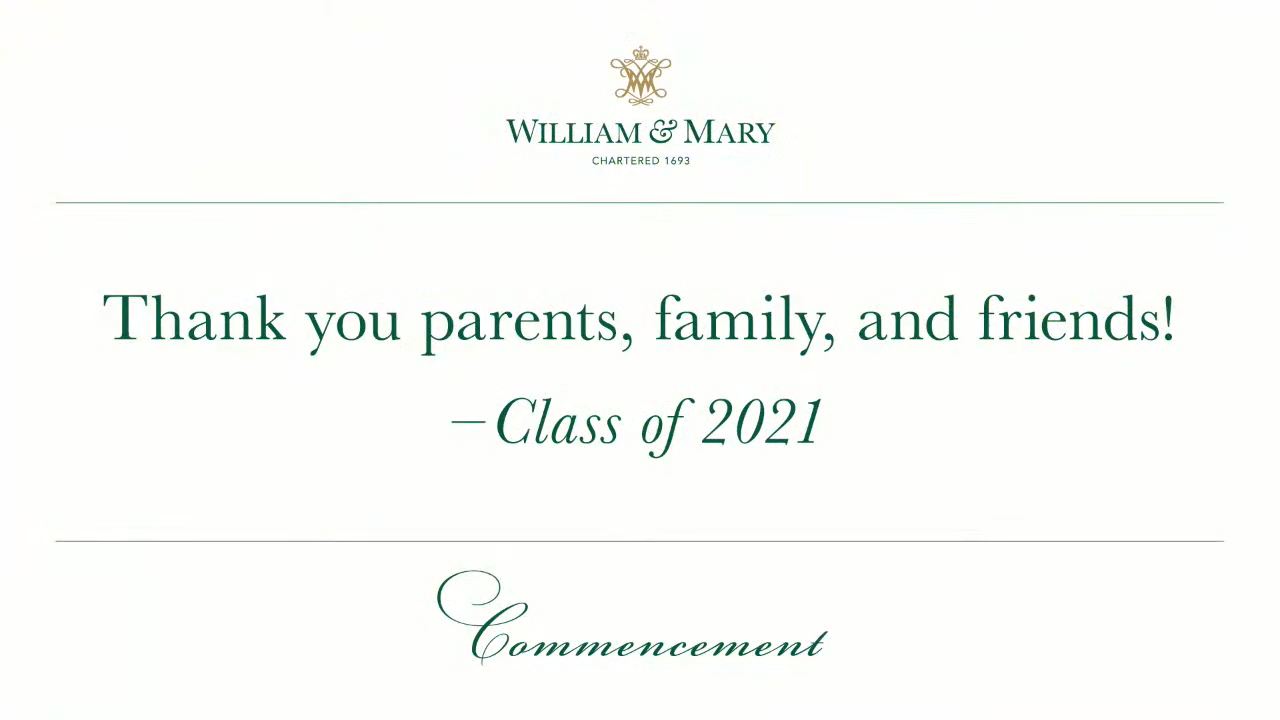 WILLIAM & MARY
CHARTERED 1693
Thank you parents, family, and friends!
–Class of 2021
Commencement